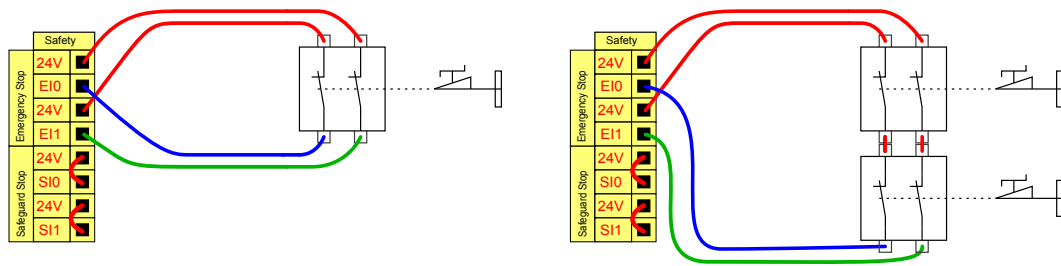 Safety
Emergency Stop
24V
EI0
24V
EI1
Safeguard Stop
24V
SI0
24V
SI1
Safety
Emergency Stop
24V
EI0
24V
EI1
Safeguard Stop
24V
SI0
24V
SI1